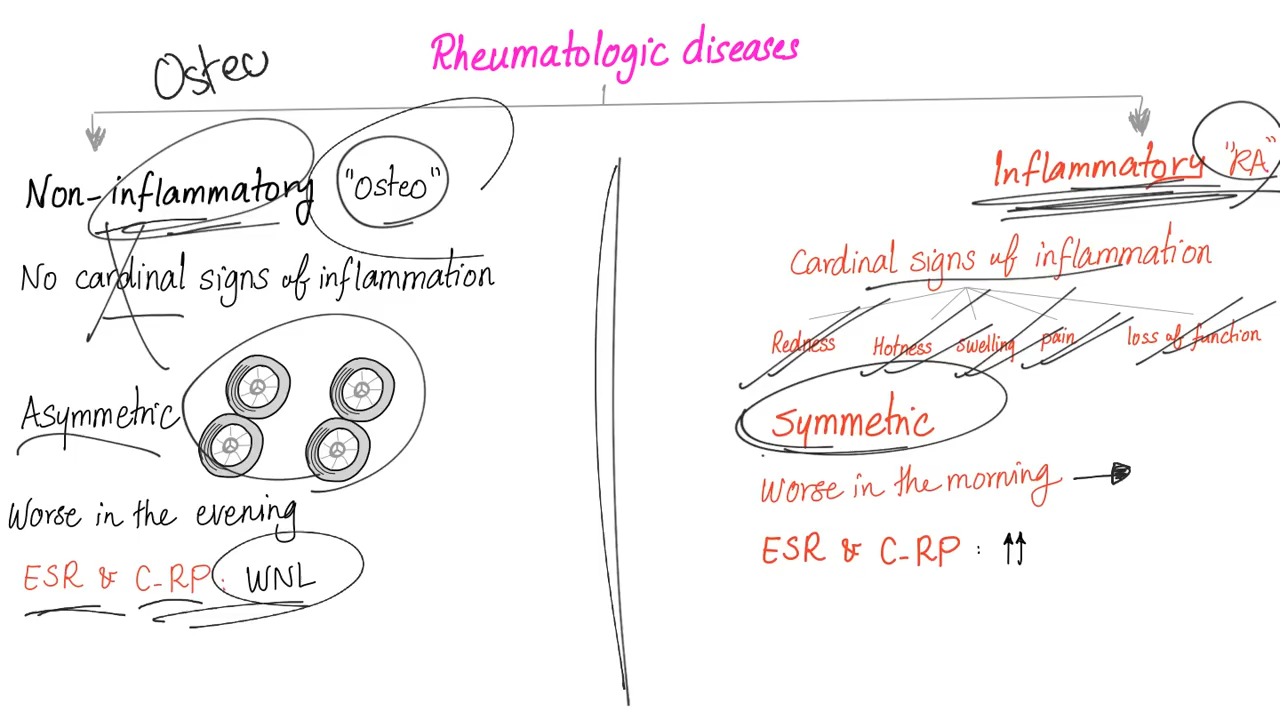 Rheumatologic diseases
Osteo
Non-inflammatory "Osteo"
No cardinal signs of inflammation
Asymmetric
Worse in the evening
ESR & C-RP: WNL
Inflammatory "RA"
Cardinal signs of inflammation
Redness Hotness swelling pain loss of function
Symmetric
Worse in the morning →
ESR & C-RP : ↑↑